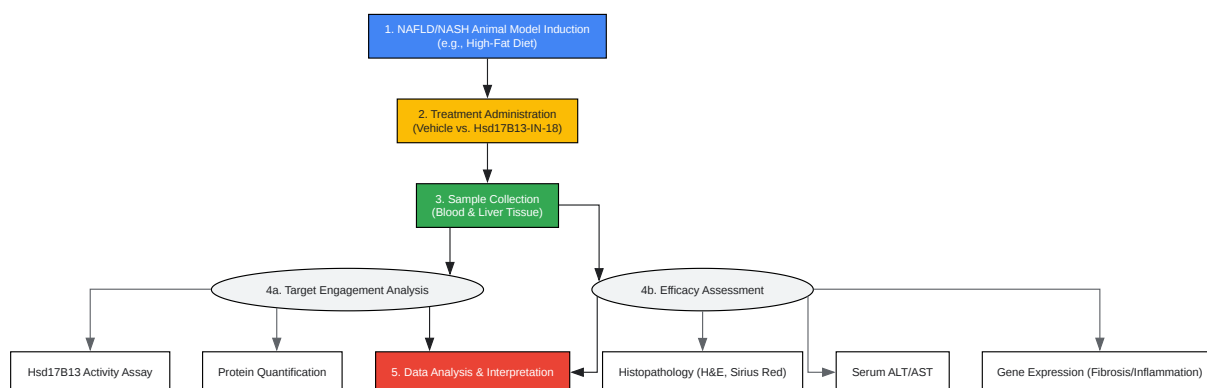 1. NAFLD/NASH Animal Model Induction
(e.g., High-Fat Diet)
2. Treatment Administration
(Vehicle vs. Hsd17B13-IN-18)
3. Sample Collection
(Blood & Liver Tissue)
4a. Target Engagement Analysis
4b. Efficacy Assessment
Hsd17B13 Activity Assay
Protein Quantification
5. Data Analysis & Interpretation
Histopathology (H&E, Sirius Red)
Serum ALT/AST
Gene Expression (Fibrosis/Inflammation)